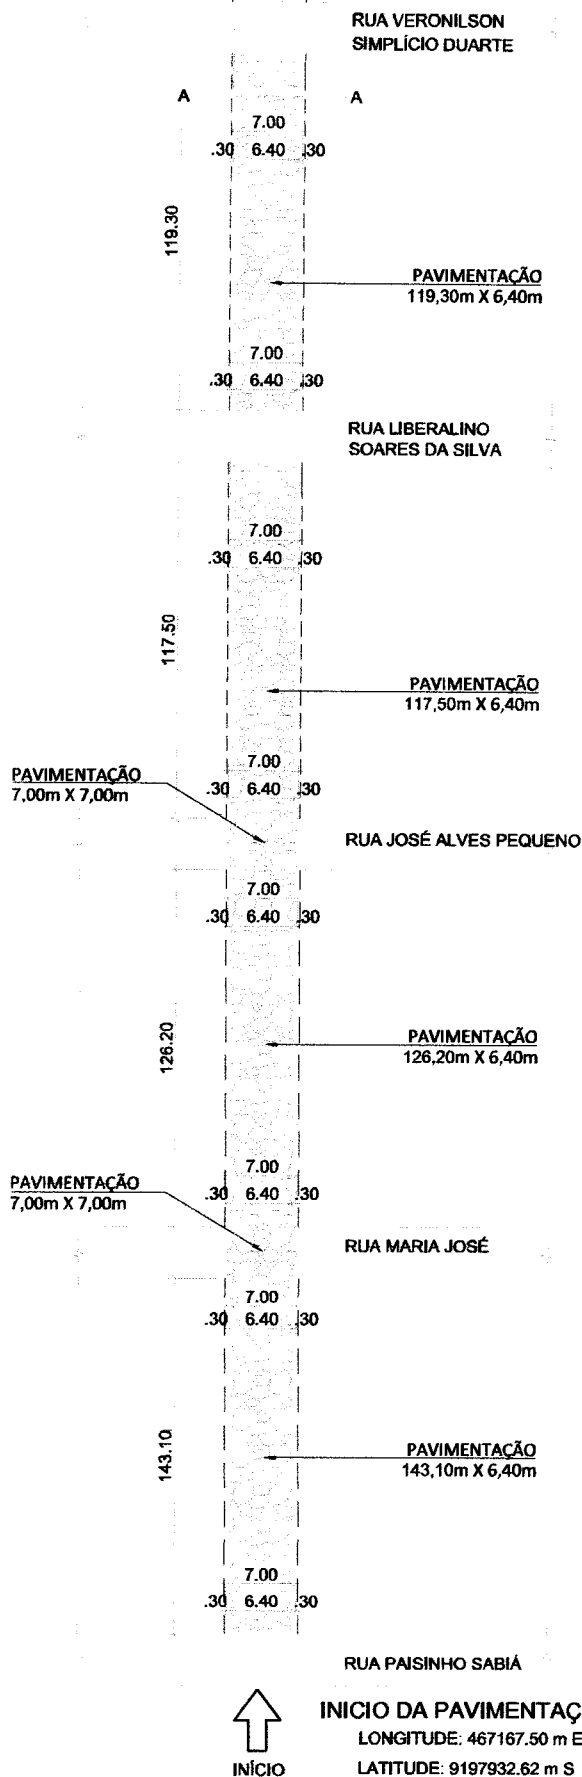 RUA VERONILSON
SIMPLÍCIO DUARTE
A
A
7.00
.30 6.40 .30
119.30
PAVIMENTAÇÃO
119,30m X 6,40m
7.00
.30 6.40 .30
RUA LIBERALINO
SOARES DA SILVA
7.00
.30 6.40 .30
117.50
PAVIMENTAÇÃO
117,50m X 6,40m
7.00
.30 6.40 .30
PAVIMENTAÇÃO
7,00m X 7,00m
RUA JOSÉ ALVES PEQUENO
7.00
.30 6.40 .30
126.20
PAVIMENTAÇÃO
126,20m X 6,40m
7.00
.30 6.40 .30
PAVIMENTAÇÃO
7,00m X 7,00m
RUA MARIA JOSÉ
7.00
.30 6.40 .30
143.10
PAVIMENTAÇÃO
143,10m X 6,40m
7.00
.30 6.40 .30
RUA PAISINHO SABIÁ
INICIO DA PAVIMENTAÇ
LONGITUDE: 467167.50 m E
INÍCIO
LATITUDE: 9197932.62 m S